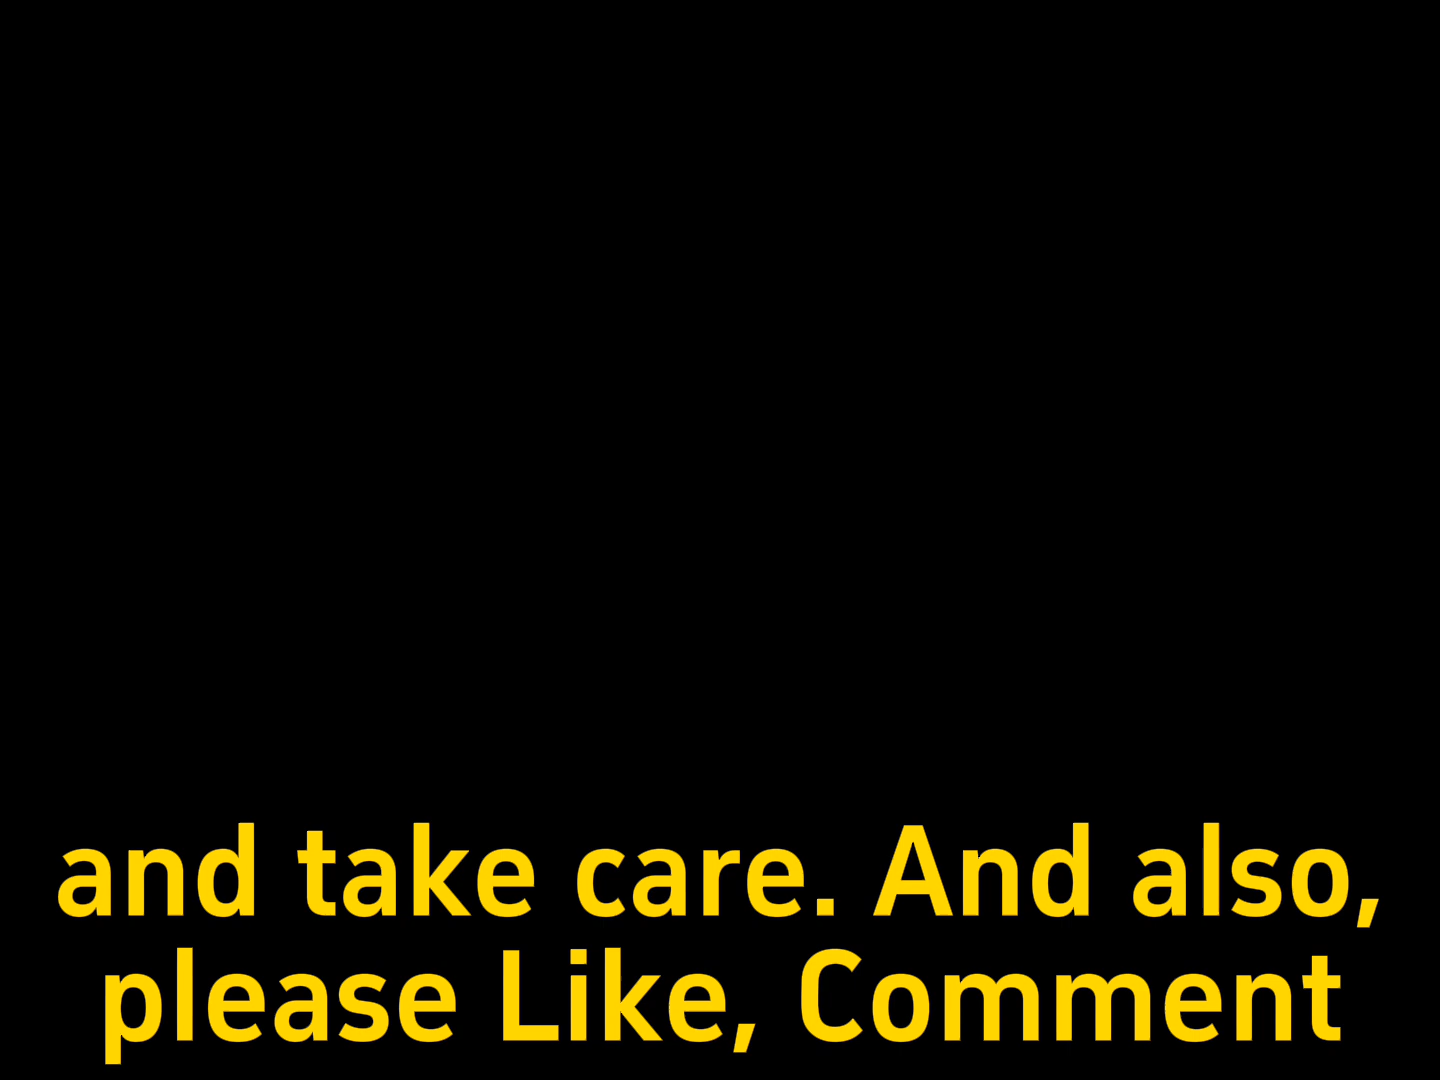 and take care. And also,
please Like, Comment